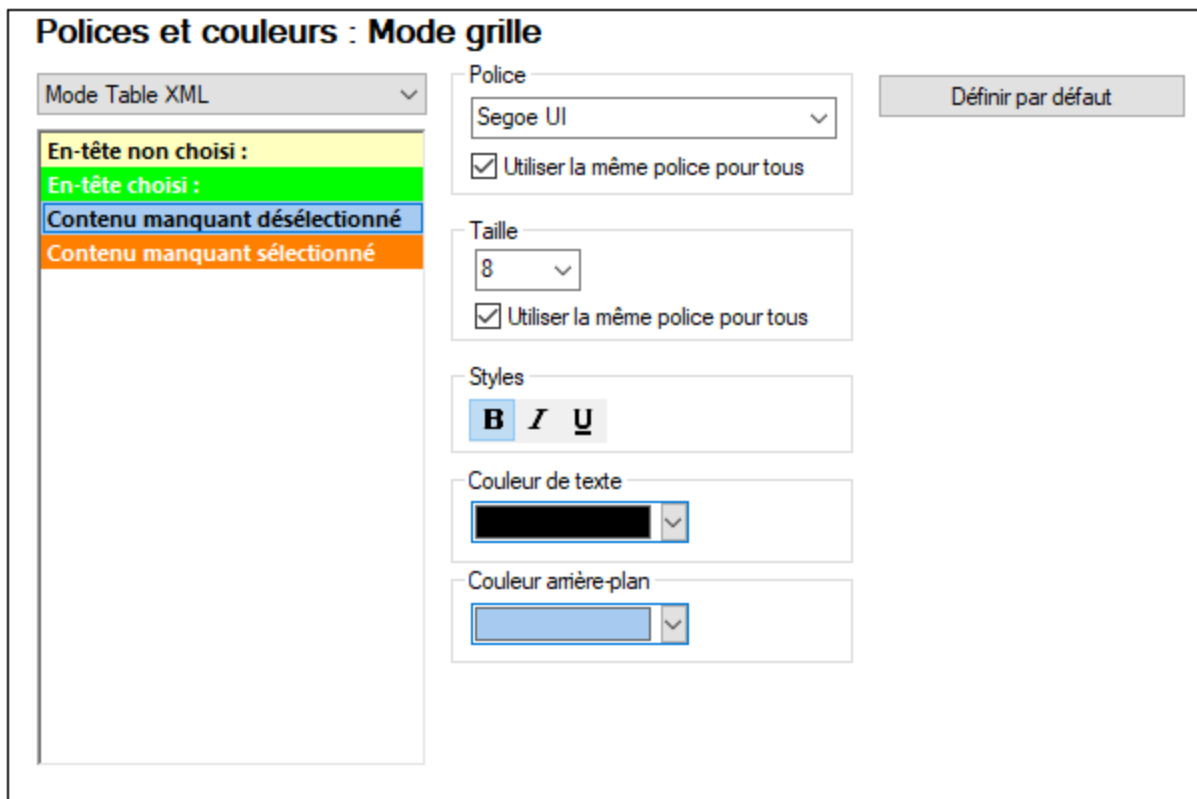 Polices et couleurs : Mode grille
Mode Table XML
En-tête non choisi :
En-tête choisi :
Contenu manquant désélectionné
Contenu manquant sélectionné
Police
Segoe UI
Utiliser la même police pour tous
Taille
8
Utiliser la même police pour tous
Styles
B I U
Couleur de texte
Couleur arrière-plan
Définir par défaut